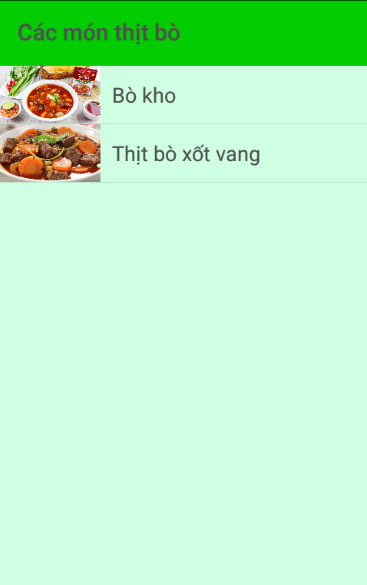 Các món thịt bò
Bò kho
Thịt bò xốt vang